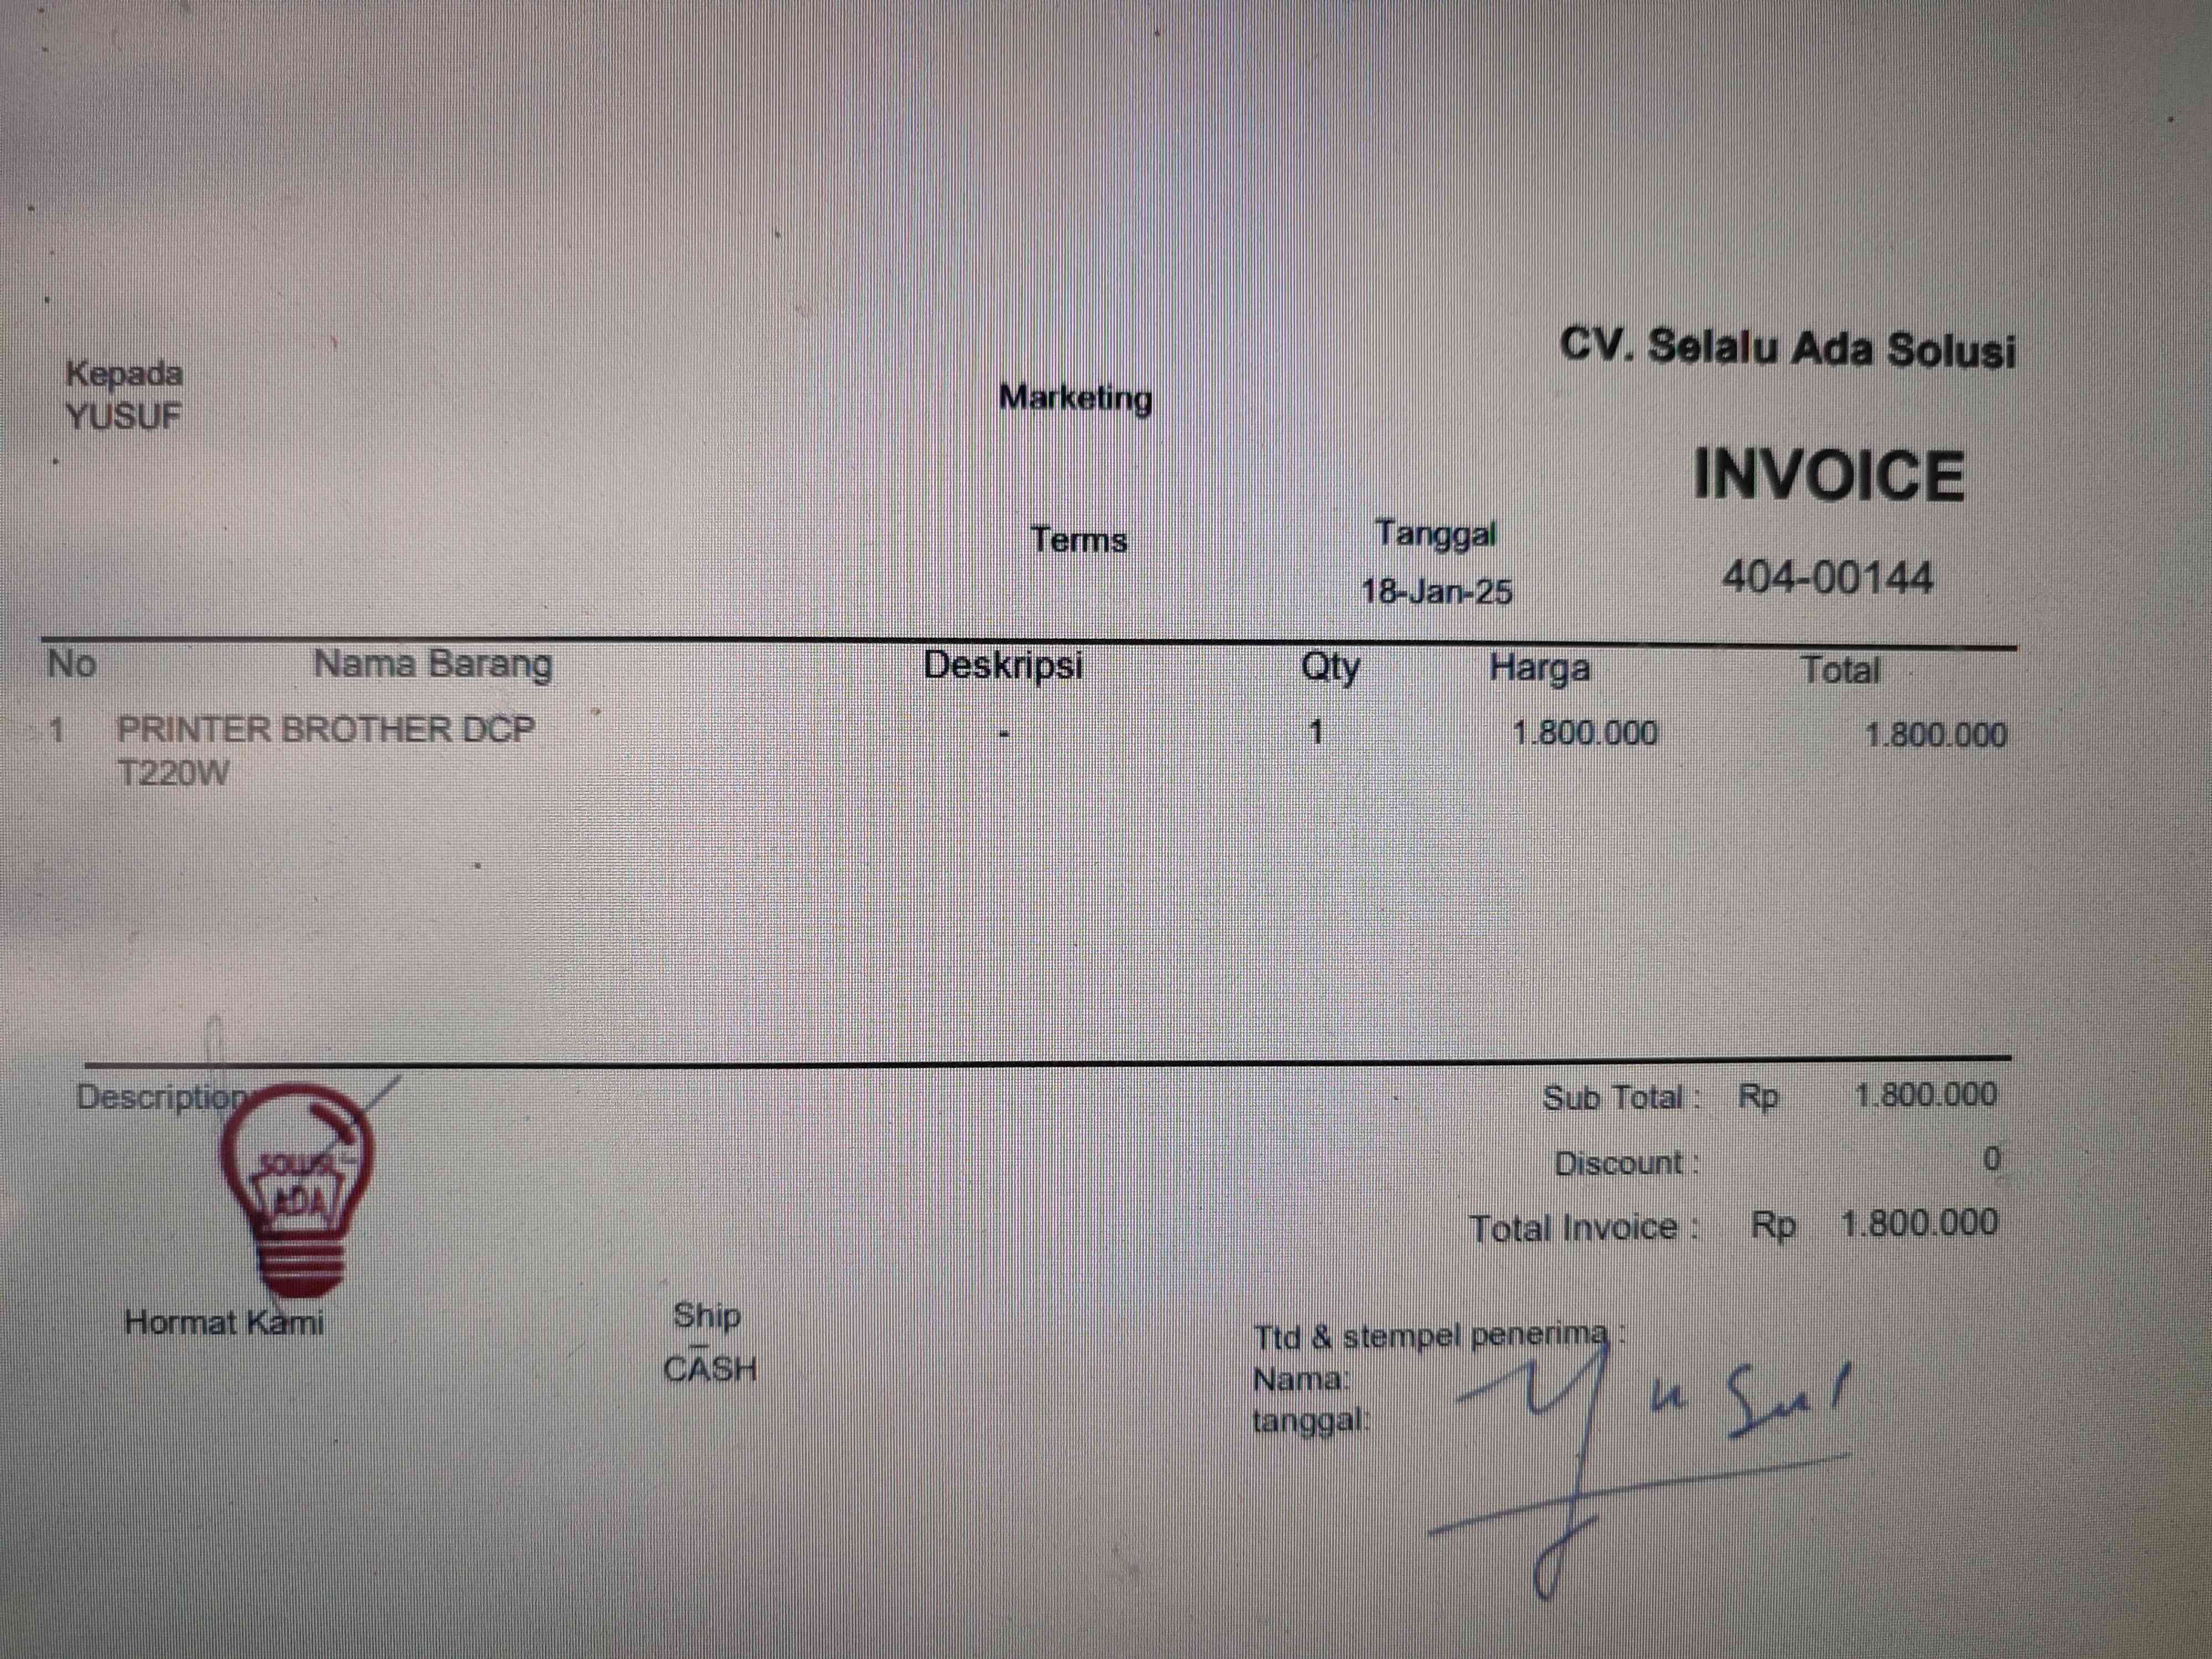 CV. Selalu Ada Solusi
Kepada
YUSUF
Marketing
INVOICE
Terms
Tanggal
18-Jan-25
404-00144
No Nama Barang Deskripsi Qty Harga Total
1 PRINTER BROTHER DCP - 1 1.800.000 1.800.000
T220W
Description
Sub Total : Rp 1.800.000
Discount : 0
Total Invoice : Rp 1.800.000
SOLUSI
ADA
Hormat Kami
Ship
CASH
Ttd & stempel penerima :
Nama:
tanggal:
Yusuf